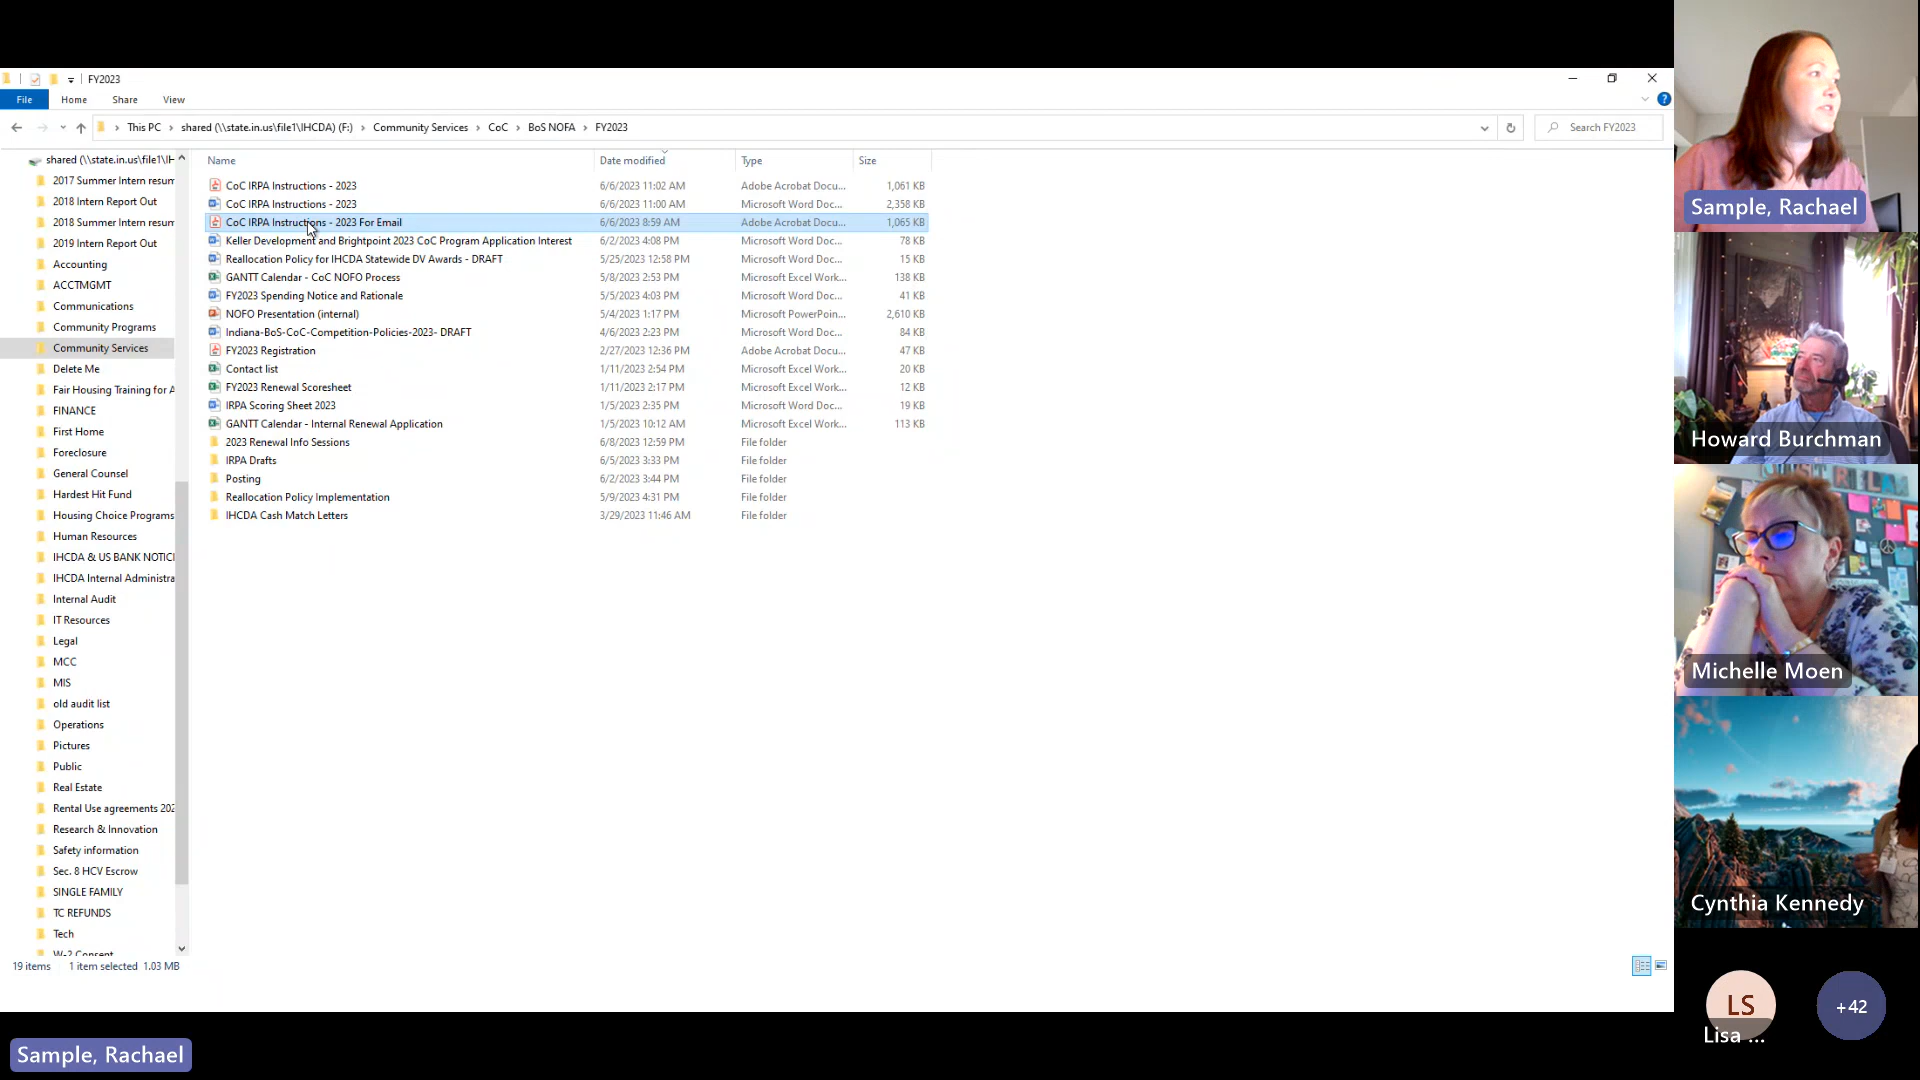 FY2023
File Home Share View
This PC shared (\\state.in.us\file1\IHCDA) (F:) Community Services CoC BoS NOFA FY2023
Search FY2023
Name Date modified Type Size
CoC IRPA Instructions - 2023 6/6/2023 11:02 AM Adobe Acrobat Docu... 1,061 KB
CoC IRPA Instructions - 2023 6/6/2023 11:00 AM Microsoft Word Doc... 2,358 KB
CoC IRPA Instructions - 2023 For Email 6/6/2023 8:59 AM Adobe Acrobat Docu... 1,065 KB
Keller Development and Brightpoint 2023 CoC Program Application Interest 6/2/2023 4:08 PM Microsoft Word Doc... 78 KB
Reallocation Policy for IHCDA Statewide DV Awards - DRAFT 5/25/2023 12:58 PM Microsoft Word Doc... 15 KB
GANTT Calendar - CoC NOFO Process 5/8/2023 2:53 PM Microsoft Excel Work... 138 KB
FY2023 Spending Notice and Rationale 5/5/2023 4:03 PM Microsoft Word Doc... 41 KB
NOFO Presentation (internal) 5/4/2023 1:17 PM Microsoft PowerPoin... 2,610 KB
Indiana-BoS-CoC-Competition-Policies-2023- DRAFT 4/6/2023 2:23 PM Microsoft Word Doc... 84 KB
FY2023 Registration 2/27/2023 12:36 PM Adobe Acrobat Docu... 47 KB
Contact list 1/11/2023 2:54 PM Microsoft Excel Work... 20 KB
FY2023 Renewal Scoresheet 1/11/2023 2:17 PM Microsoft Excel Work... 12 KB
IRPA Scoring Sheet 2023 1/5/2023 2:35 PM Microsoft Word Doc... 19 KB
GANTT Calendar - Internal Renewal Application 1/5/2023 10:12 AM Microsoft Excel Work... 113 KB
2023 Renewal Info Sessions 6/8/2023 12:59 PM File folder
IRPA Drafts 6/5/2023 3:33 PM File folder
Posting 6/2/2023 3:44 PM File folder
Reallocation Policy Implementation 5/9/2023 4:31 PM File folder
IHCDA Cash Match Letters 3/29/2023 11:46 AM File folder
shared (\\state.in.us\file1\IH
2017 Summer Intern resum
2018 Intern Report Out
2018 Summer Intern resum
2019 Intern Report Out
Accounting
ACCTMGMT
Communications
Community Programs
Community Services
Delete Me
Fair Housing Training for A
FINANCE
First Home
Foreclosure
General Counsel
Hardest Hit Fund
Housing Choice Programs
Human Resources
IHCDA & US BANK NOTICI
IHCDA Internal Administra
Internal Audit
IT Resources
Legal
MCC
MIS
old audit list
Operations
Pictures
Public
Real Estate
Rental Use agreements 202
Research & Innovation
Safety information
Sec. 8 HCV Escrow
SINGLE FAMILY
TC REFUNDS
Tech
W-2 Consent
19 items 1 item selected 1.03 MB
Sample, Rachael
Howard Burchman
Michelle Moen
Cynthia Kennedy
LS
Lisa ...
+42
Sample, Rachael